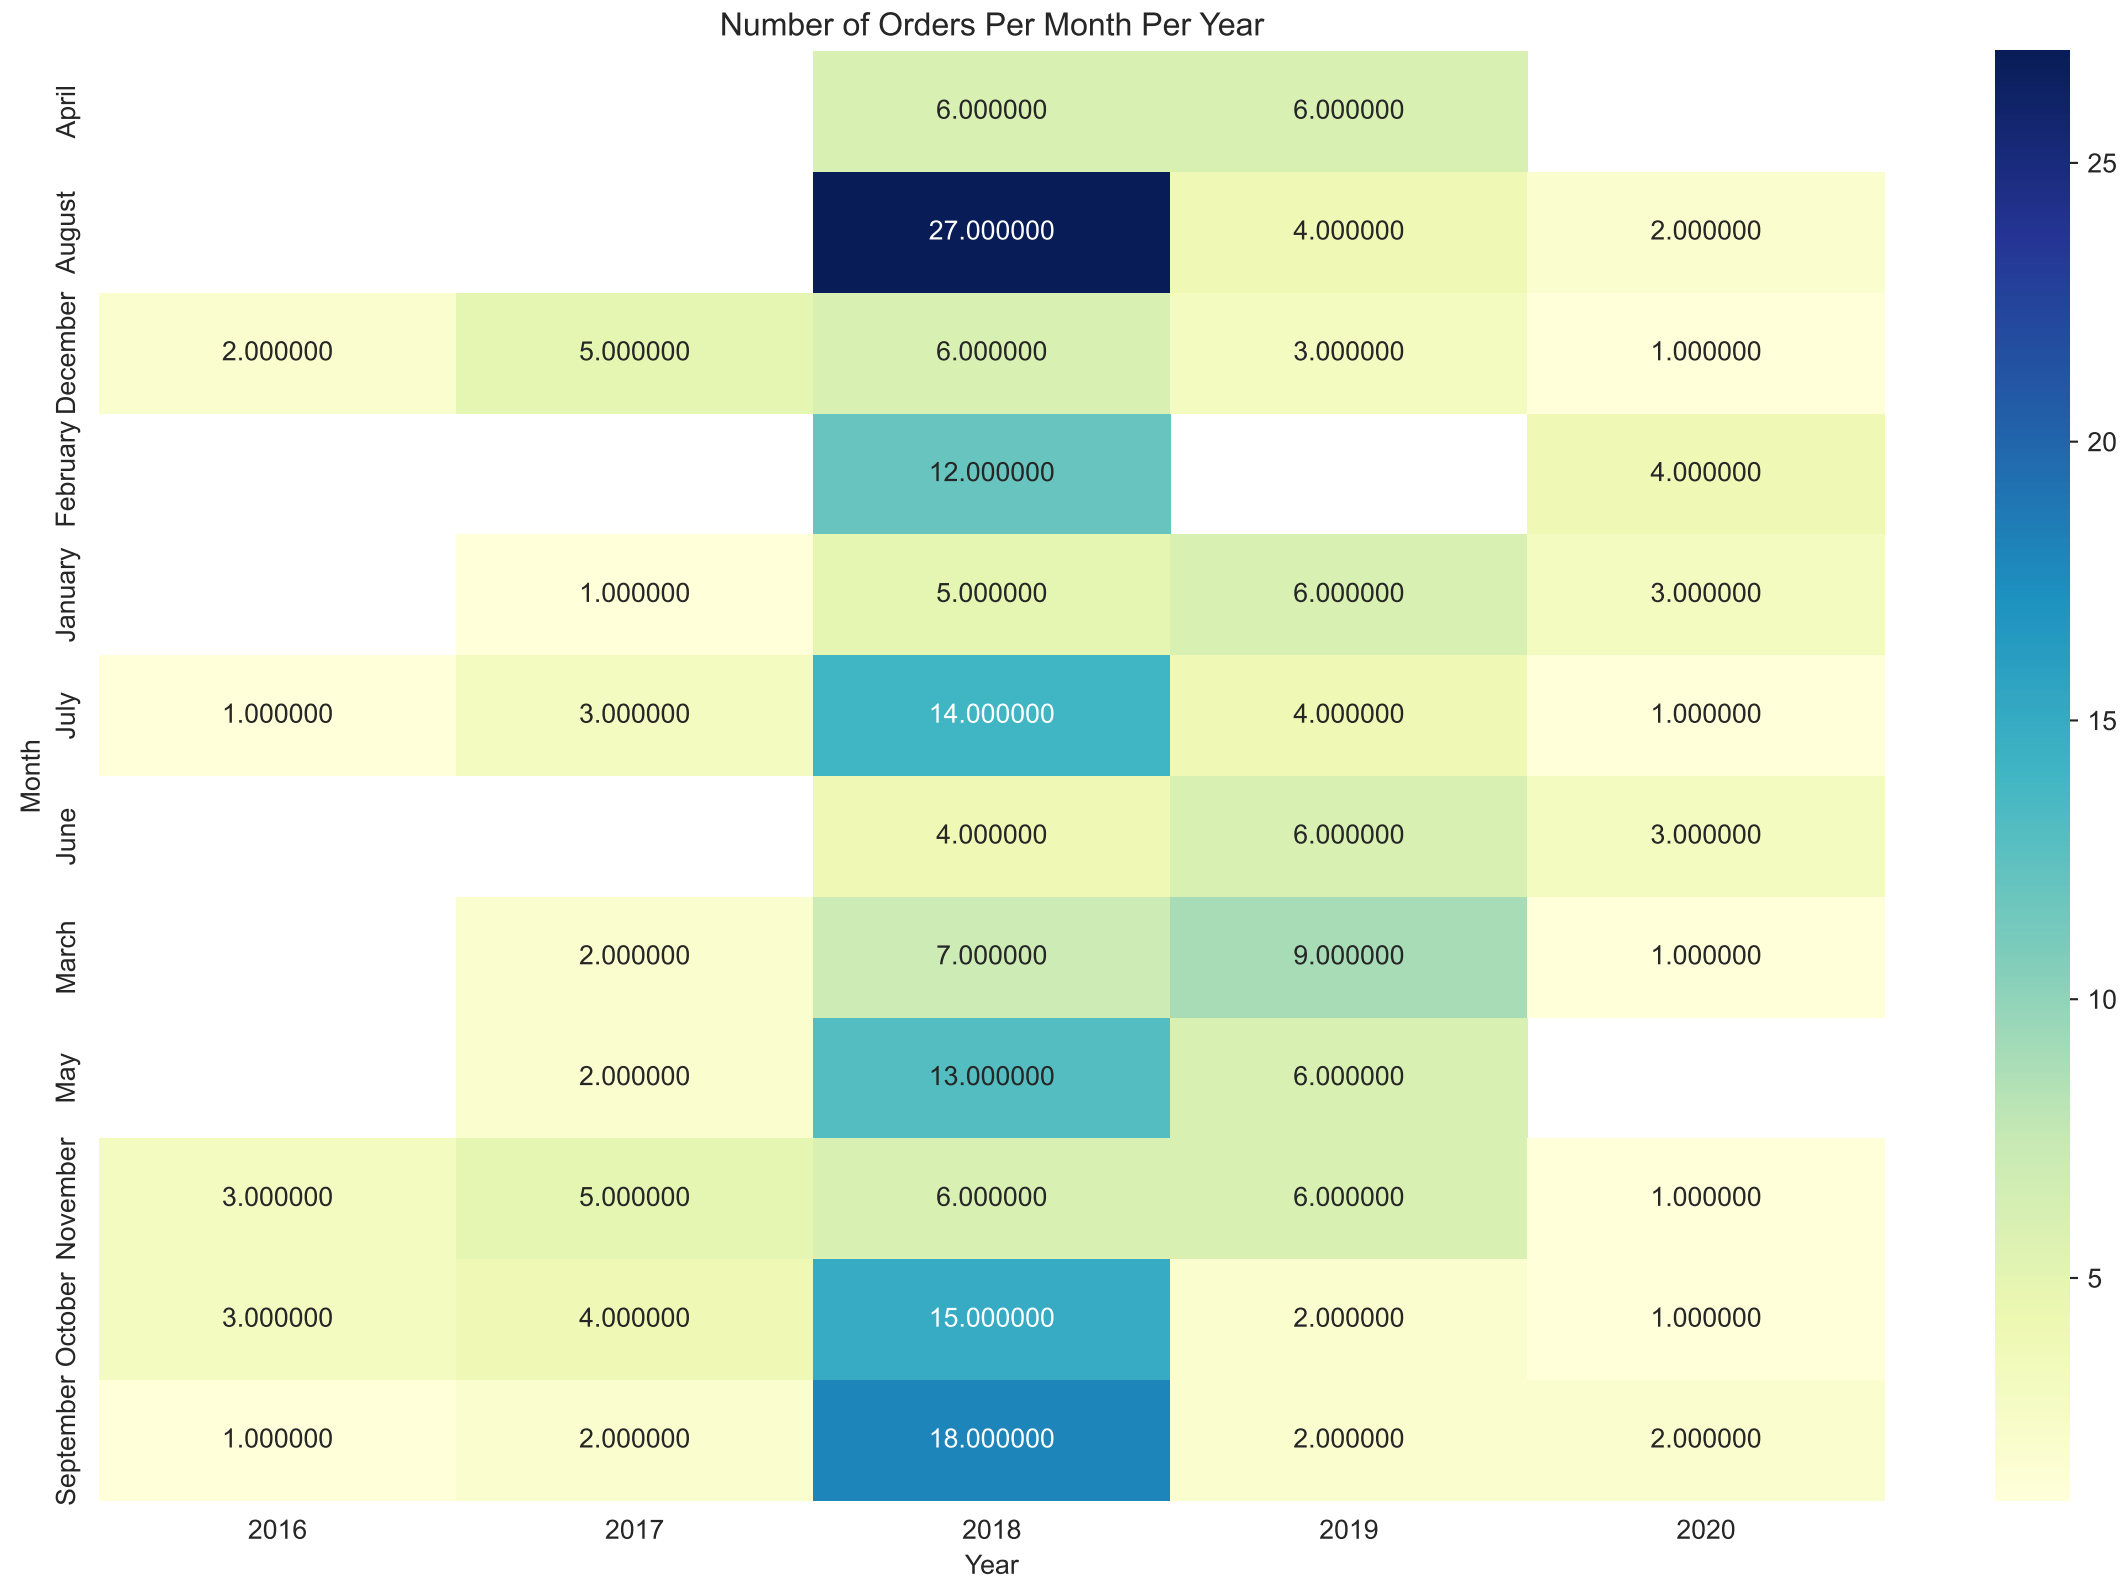 Number of Orders Per Month Per Year
April 6.000000 6.000000
August 27.000000 4.000000 2.000000
December 2.000000 5.000000 6.000000 3.000000 1.000000
February 12.000000 4.000000
January 1.000000 5.000000 6.000000 3.000000
July 1.000000 3.000000 14.000000 4.000000 1.000000
June 4.000000 6.000000 3.000000
March 2.000000 7.000000 9.000000 1.000000
May 2.000000 13.000000 6.000000
November 3.000000 5.000000 6.000000 6.000000 1.000000
October 3.000000 4.000000 15.000000 2.000000 1.000000
September 1.000000 2.000000 18.000000 2.000000 2.000000
2016 2017 2018 2019 2020
Year
Month
25
20
15
10
5